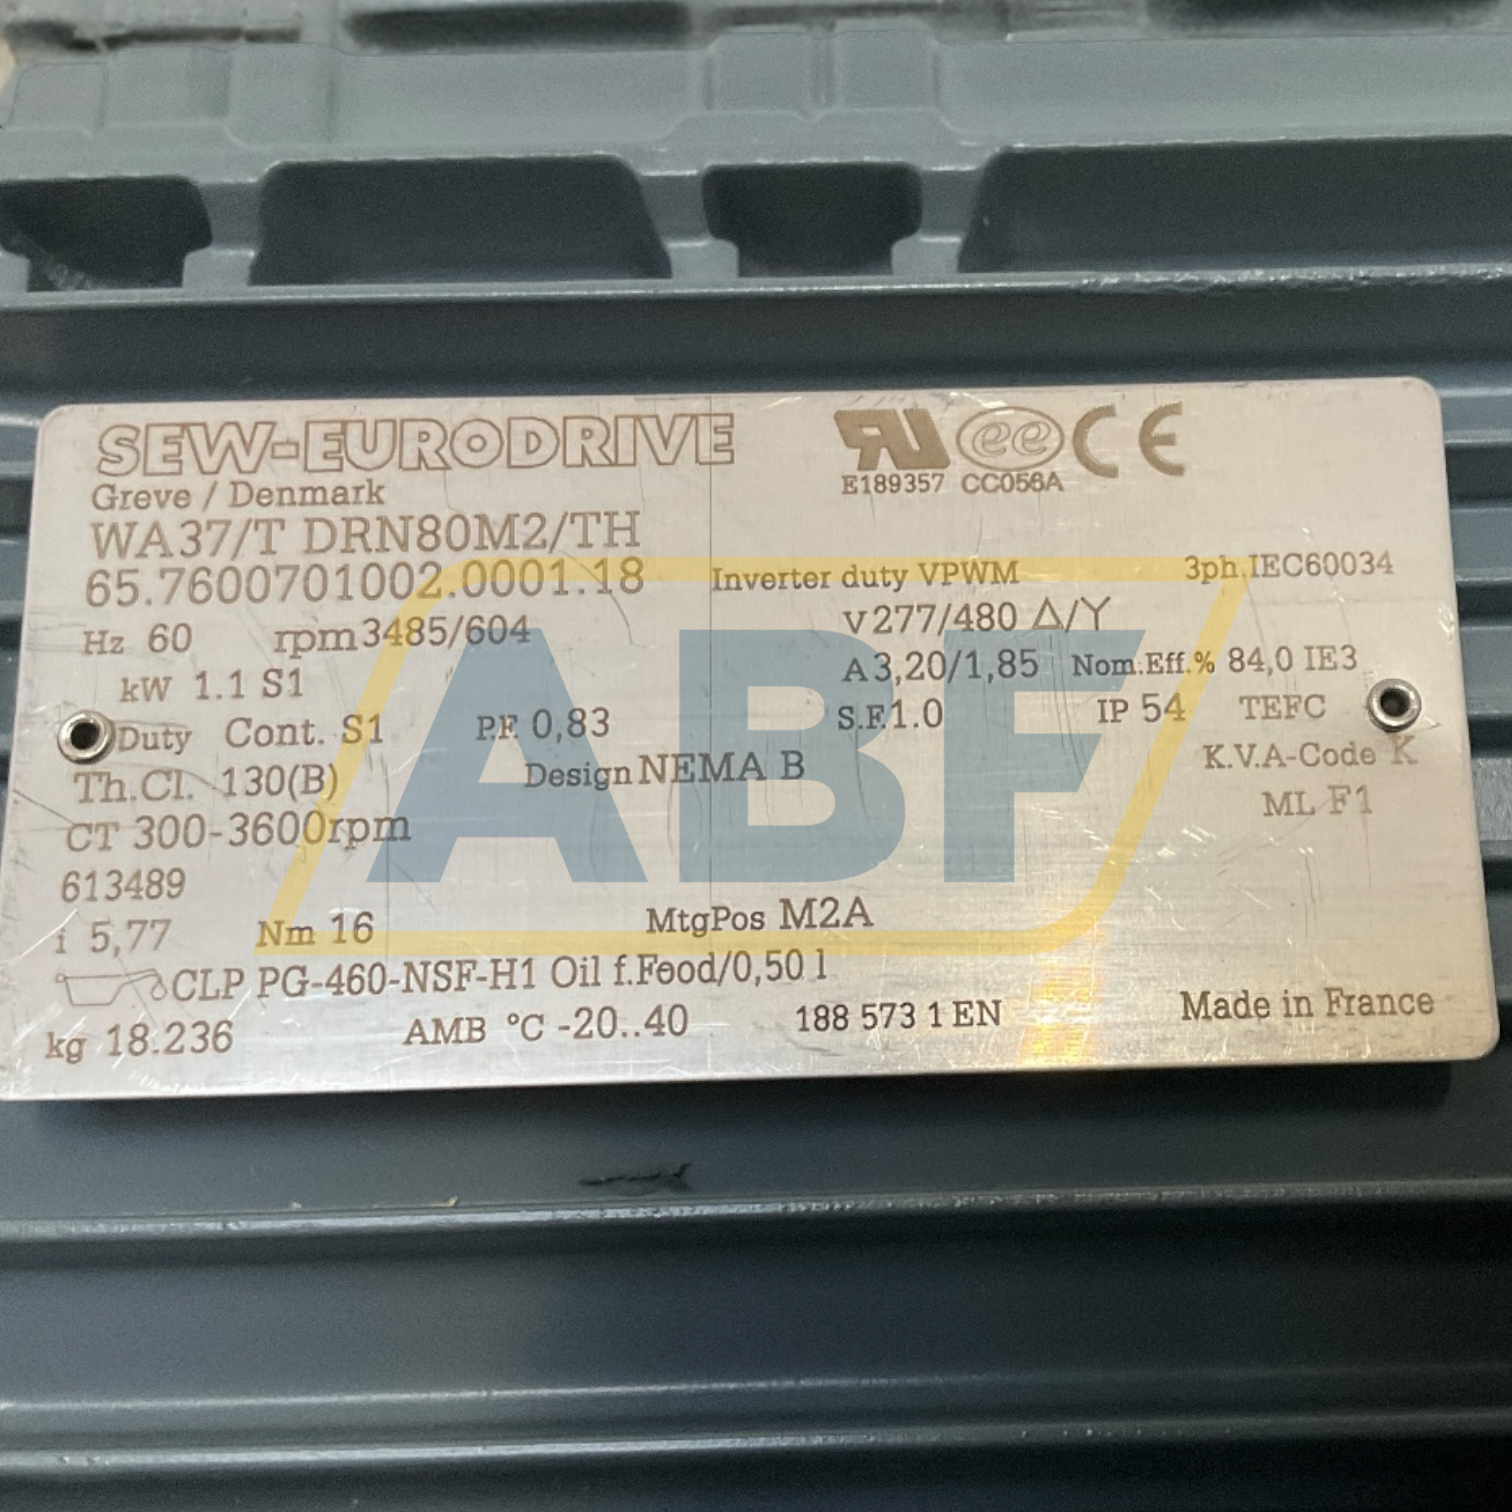 SEW-EURODRIVE
Greve / Denmark
E189357 CC056A
WA37/T DRN80M2/TH
65.7600701002.0001.18 Inverter duty VPWM 3ph.IEC60034
Hz 60 rpm 3485/604 V 277/480 Δ/Y
kW 1.1 S1 A 3,20/1,85 Nom.Eff.% 84,0 IE3
Duty Cont. S1 P.F. 0,83 S.F. 1.0 IP 54 TEFC
Th.Cl. 130(B) Design NEMA B K.V.A-Code K
CT 300-3600rpm ML F1
613489
i 5,77 Nm 16 MtgPos M2A
CLP PG-460-NSF-H1 Oil f.Food/0,50 l
kg 18.236 AMB °C -20..40 188 573 1 EN Made in France
ABF